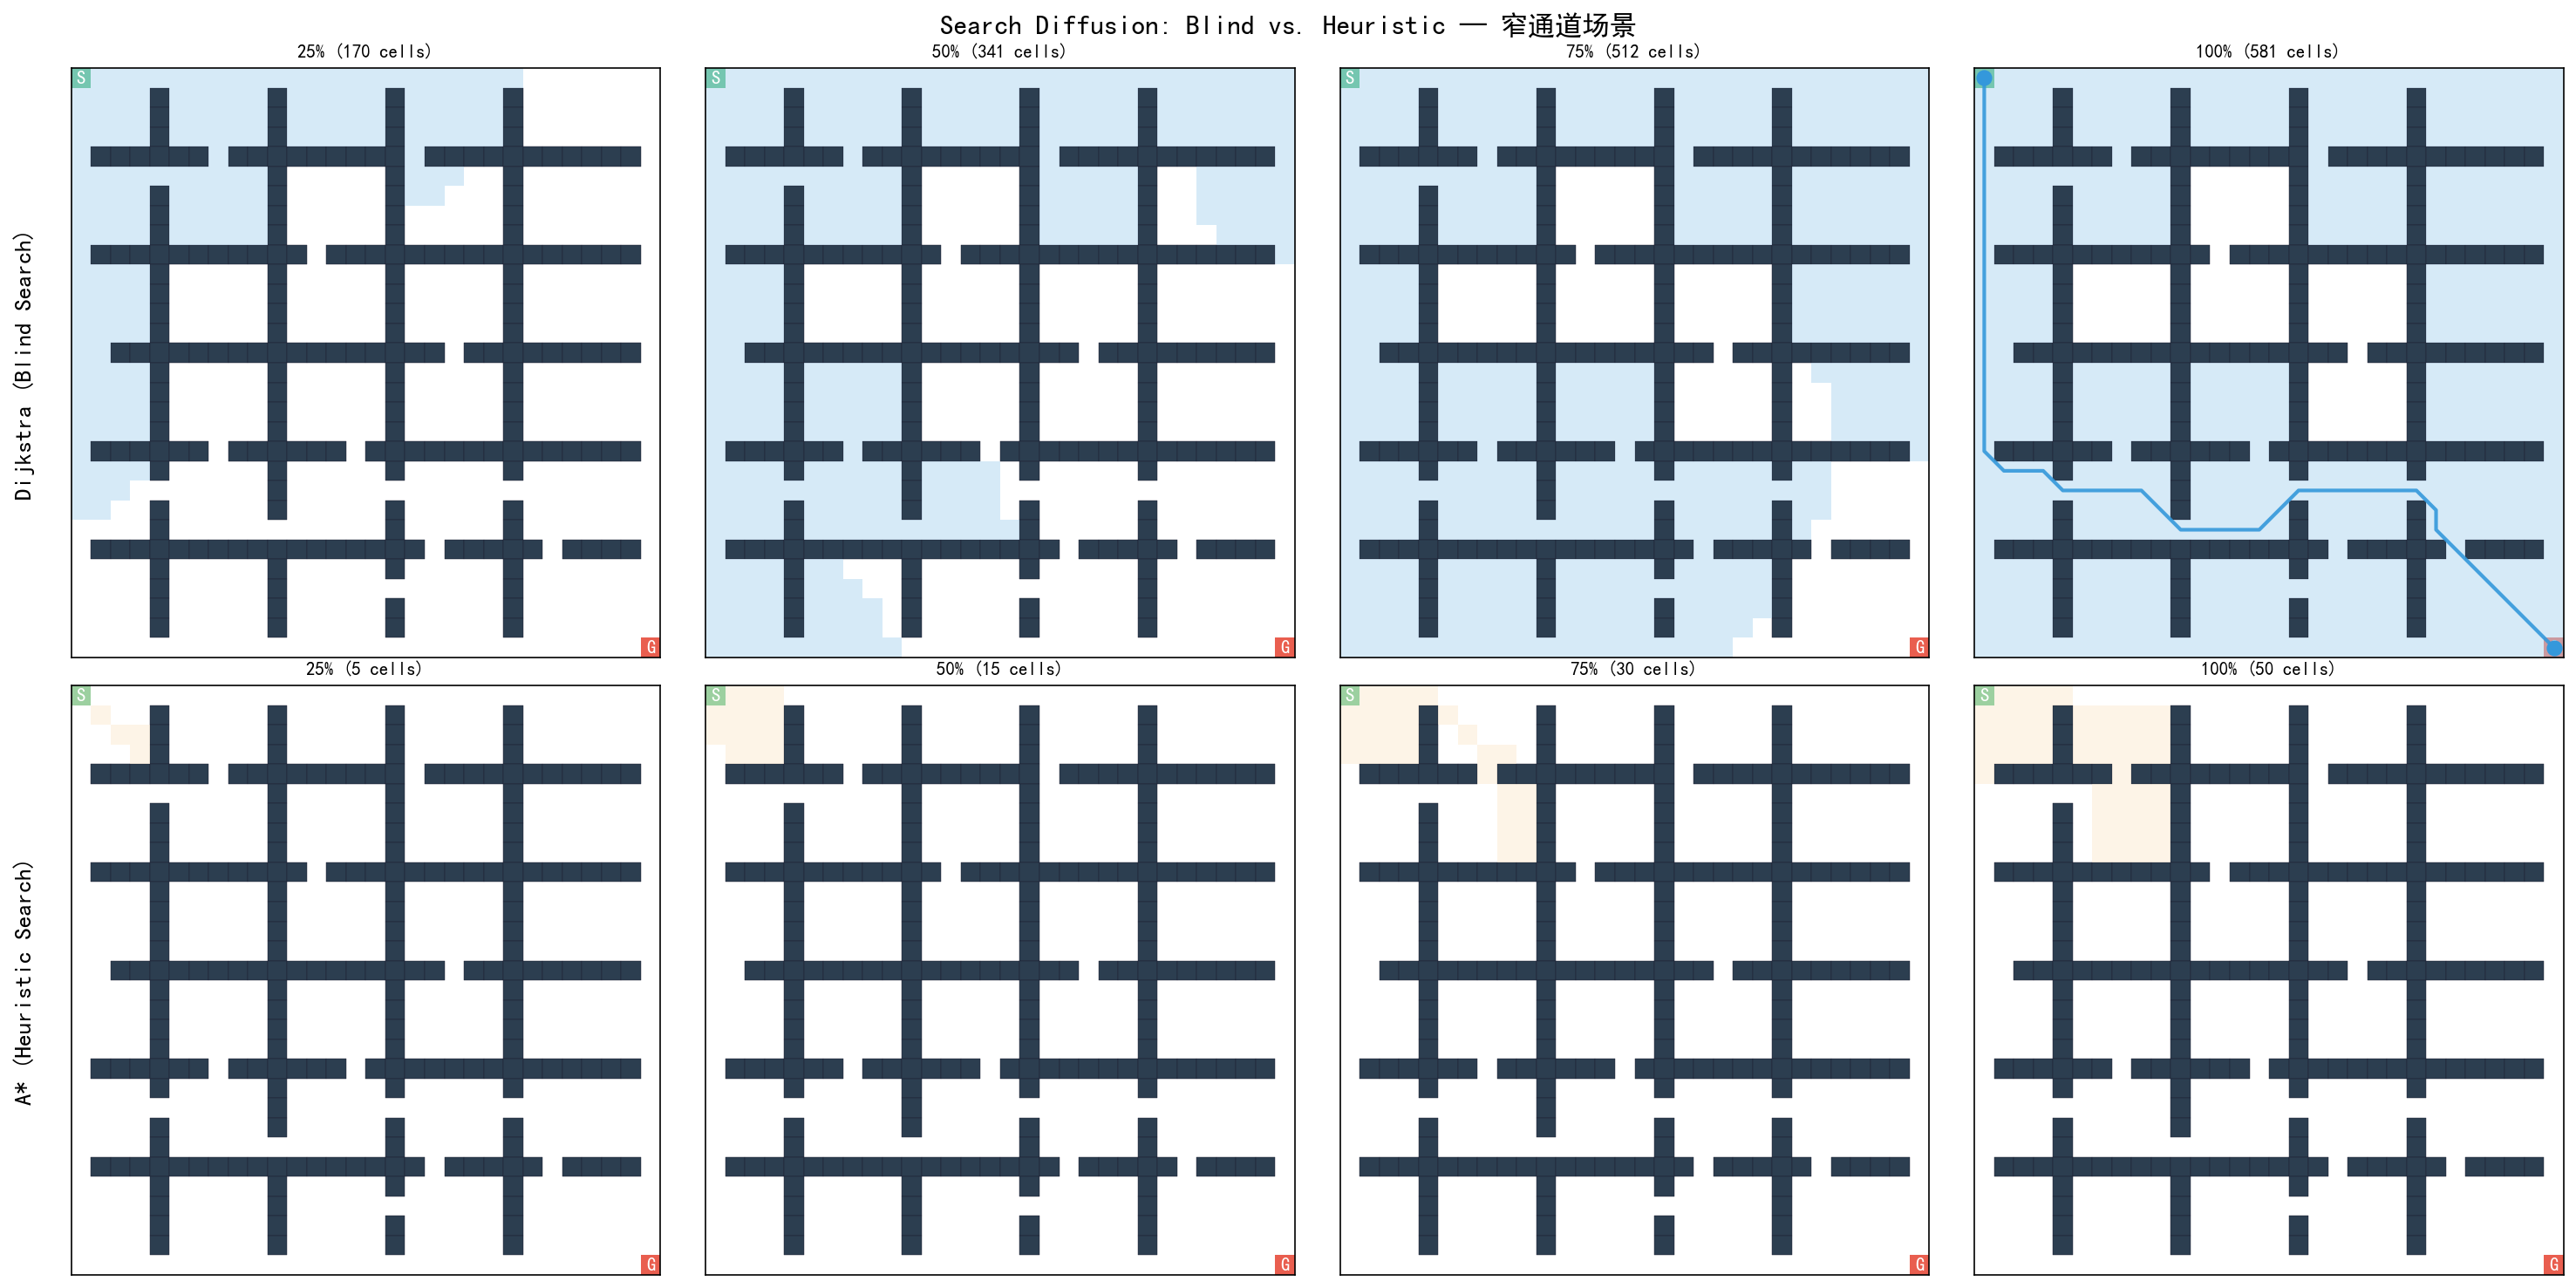 Search Diffusion: Blind vs. Heuristic — 窄通道场景
Dijkstra (Blind Search)
25% (170 cells)
S
G
50% (341 cells)
S
G
75% (512 cells)
S
G
100% (581 cells)
A* (Heuristic Search)
25% (5 cells)
S
G
50% (15 cells)
S
G
75% (30 cells)
S
G
100% (50 cells)
S
G